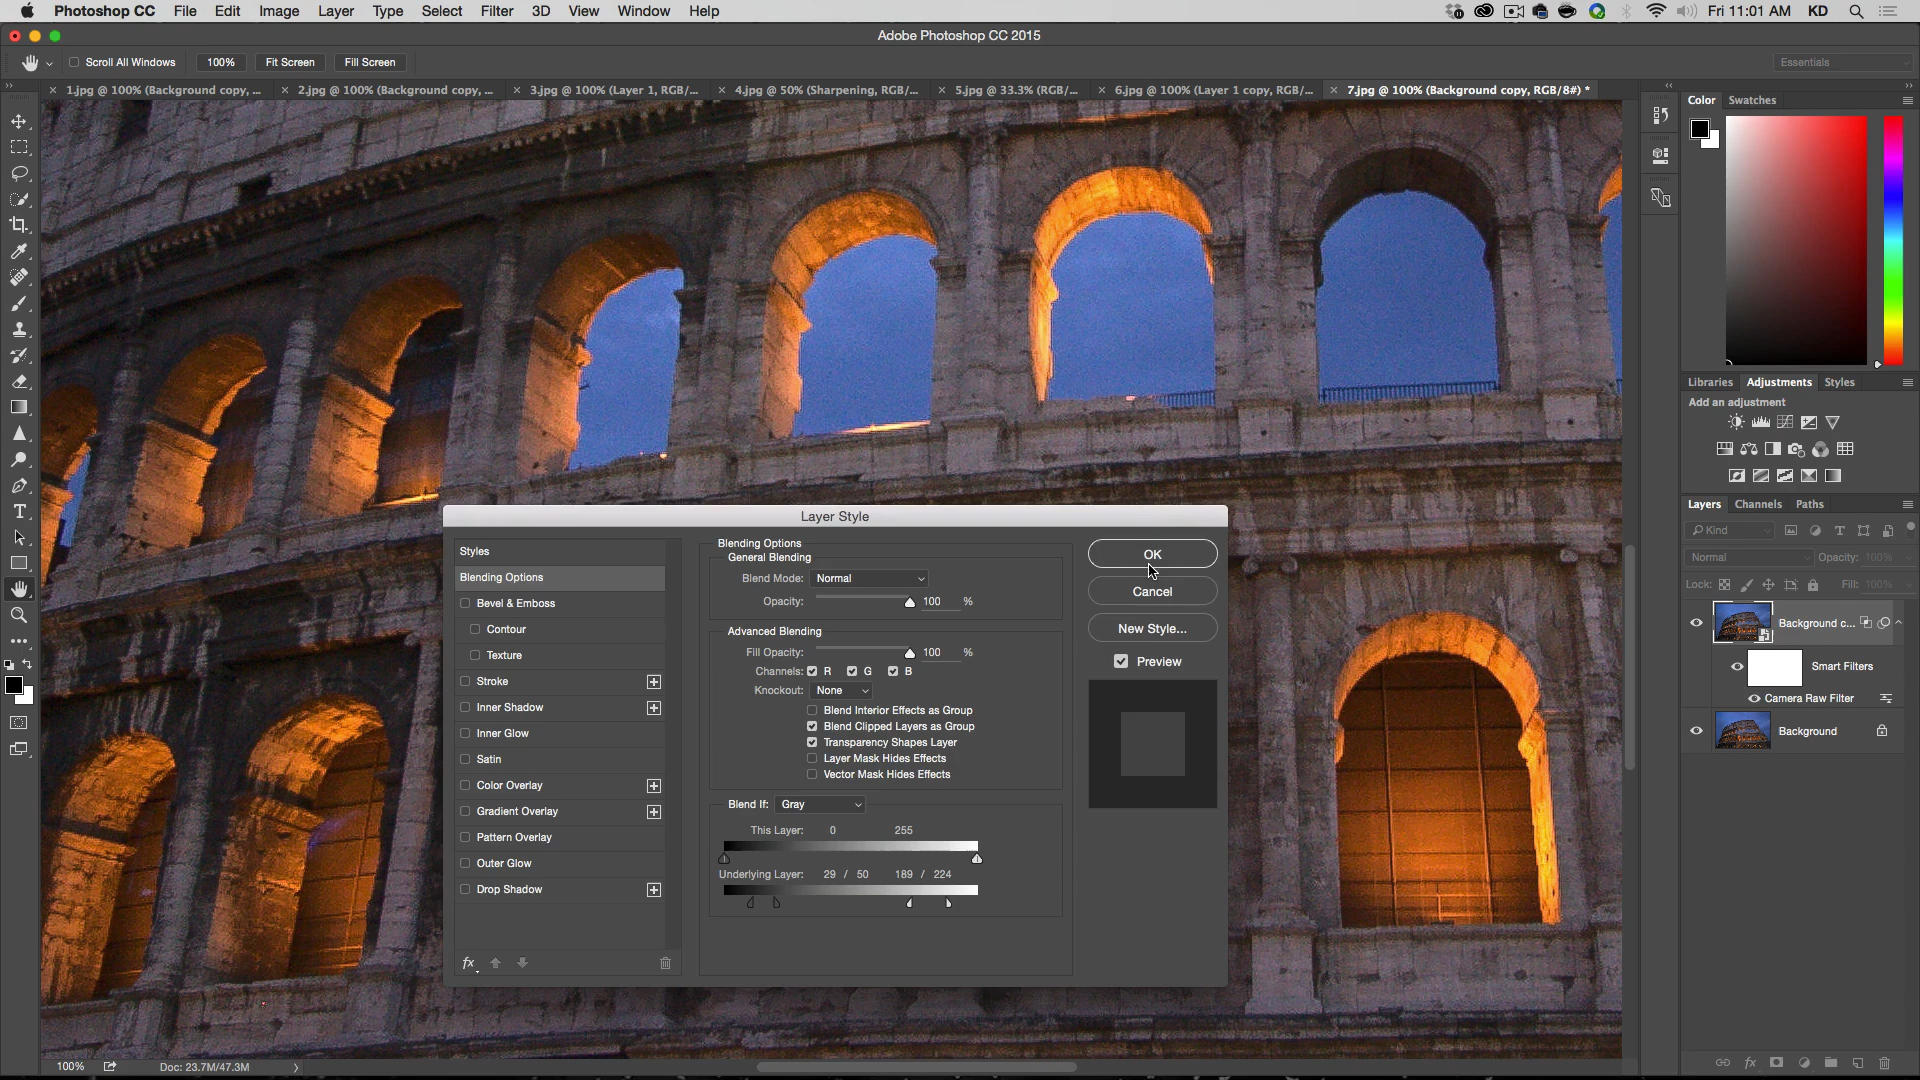 Photoshop CC File Edit Image Layer Type Select Filter 3D View Window Help Fri 11:01 AM KD
Adobe Photoshop CC 2015
Scroll All Windows 100% Fit Screen Fill Screen Essentials
1.jpg @ 100% (Background copy, ... 2.jpg @ 100% (Background copy, ... 3.jpg @ 100% (Layer 1, RGB/... 4.jpg @ 50% (Sharpening, RGB/... 5.jpg @ 33.3% (RGB/... 6.jpg @ 100% (Layer 1 copy, RGB/... 7.jpg @ 100% (Background copy, RGB/8#) *
Color Swatches
Libraries Adjustments Styles
Add an adjustment
Layers Channels Paths
Kind
Normal Opacity: 100%
Lock: Fill: 100%
Background c...
Smart Filters
Camera Raw Filter
Background
Layer Style
Styles
Blending Options
Bevel & Emboss
Contour
Texture
Stroke
Inner Shadow
Inner Glow
Satin
Color Overlay
Gradient Overlay
Pattern Overlay
Outer Glow
Drop Shadow
fx
Blending Options
General Blending
Blend Mode: Normal
Opacity: 100 %
Advanced Blending
Fill Opacity: 100 %
Channels: R G B
Knockout: None
Blend Interior Effects as Group
Blend Clipped Layers as Group
Transparency Shapes Layer
Layer Mask Hides Effects
Vector Mask Hides Effects
Blend If: Gray
This Layer: 0 255
Underlying Layer: 29 / 50 189 / 224
OK
Cancel
New Style...
Preview
100% Doc: 23.7M/47.3M
fx